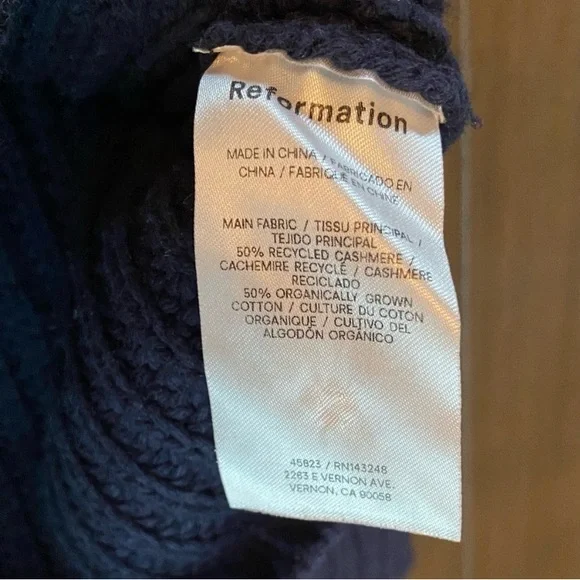 Reformation
MADE IN CHINA / FABRICADO EN
CHINA / FABRIQUÉ EN CHINE
MAIN FABRIC / TISSU PRINCIPAL /
TEJIDO PRINCIPAL
50% RECYCLED CASHMERE /
CACHEMIRE RECYCLÉ / CASHMERE
RECICLADO
50% ORGANICALLY GROWN
COTTON / CULTURE DU COTON
ORGANIQUE / CULTIVO DEL
ALGODÓN ORGÁNICO
45823 / RN143248
2263 E VERNON AVE.
VERNON, CA 90058